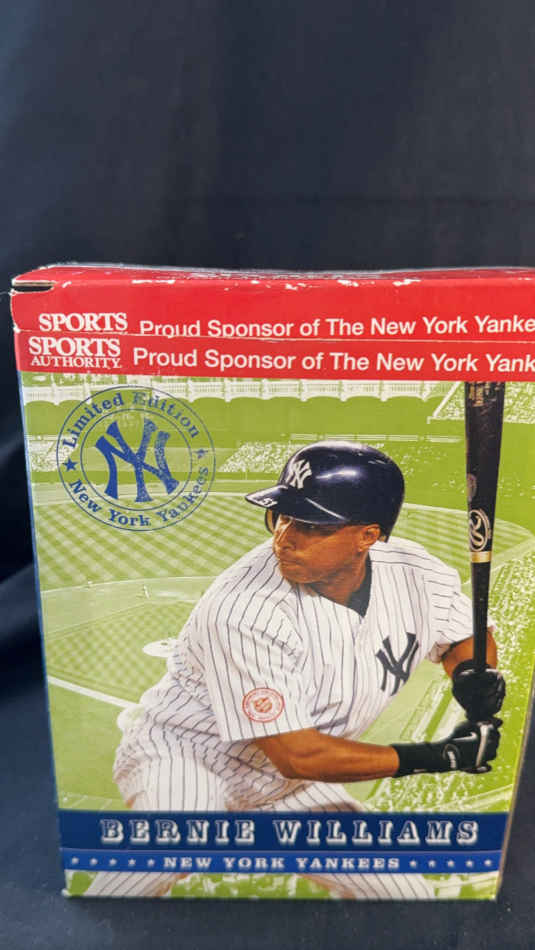 SPORTS Proud Sponsor of The New York Yanke
SPORTS
AUTHORITY. Proud Sponsor of The New York Yank
Limited Edition
NY
New York Yankees
NY
51
NY
BERNIE WILLIAMS
NEW YORK YANKEES